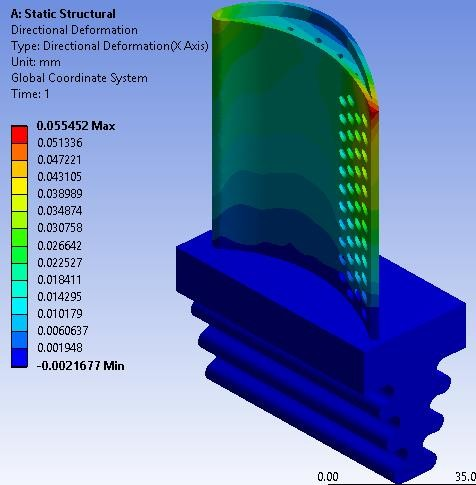 A: Static Structural
Directional Deformation
Type: Directional Deformation(X Axis)
Unit: mm
Global Coordinate System
Time: 1
0.055452 Max
0.051336
0.047221
0.043105
0.038989
0.034874
0.030758
0.026642
0.022527
0.018411
0.014295
0.010179
0.0060637
0.001948
-0.0021677 Min
0.00
35.0